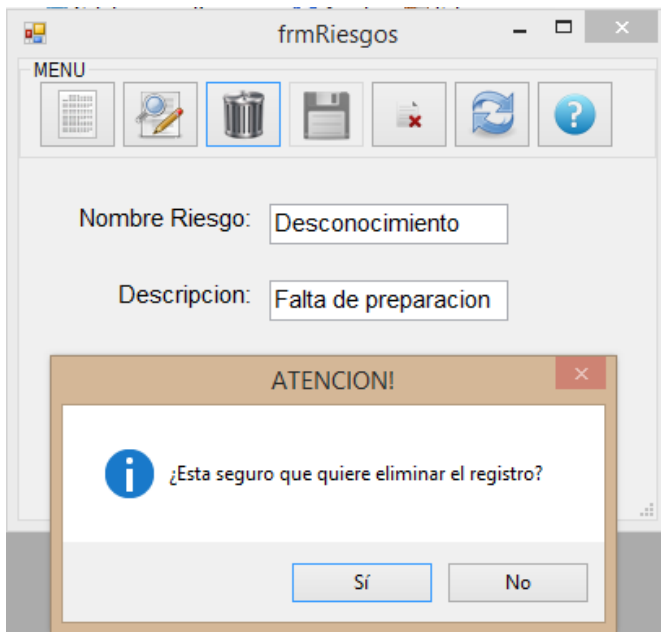 frmRiesgos
MENU
?
Nombre Riesgo: Desconocimiento
Descripcion: Falta de preparacion
ATENCION!
¿Esta seguro que quiere eliminar el registro?
Sí No